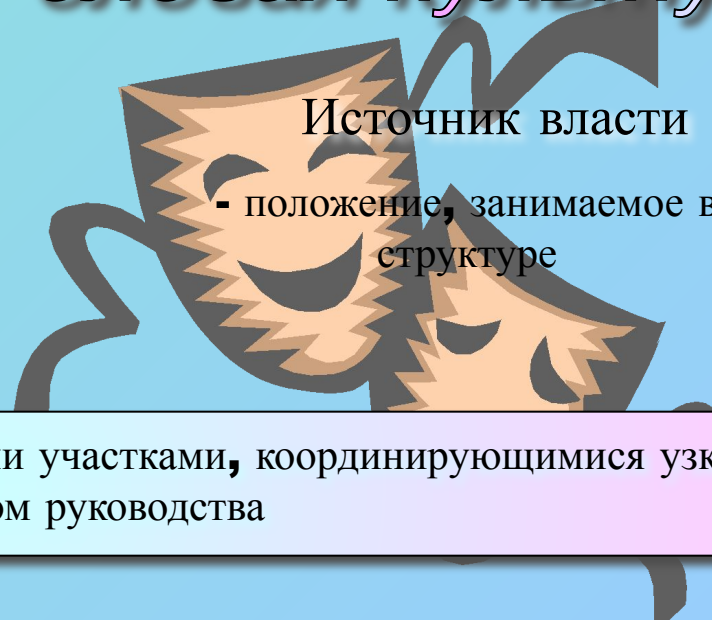 Источник власти
- положение, занимаемое в
структуре
участками, координирующимися
руководства